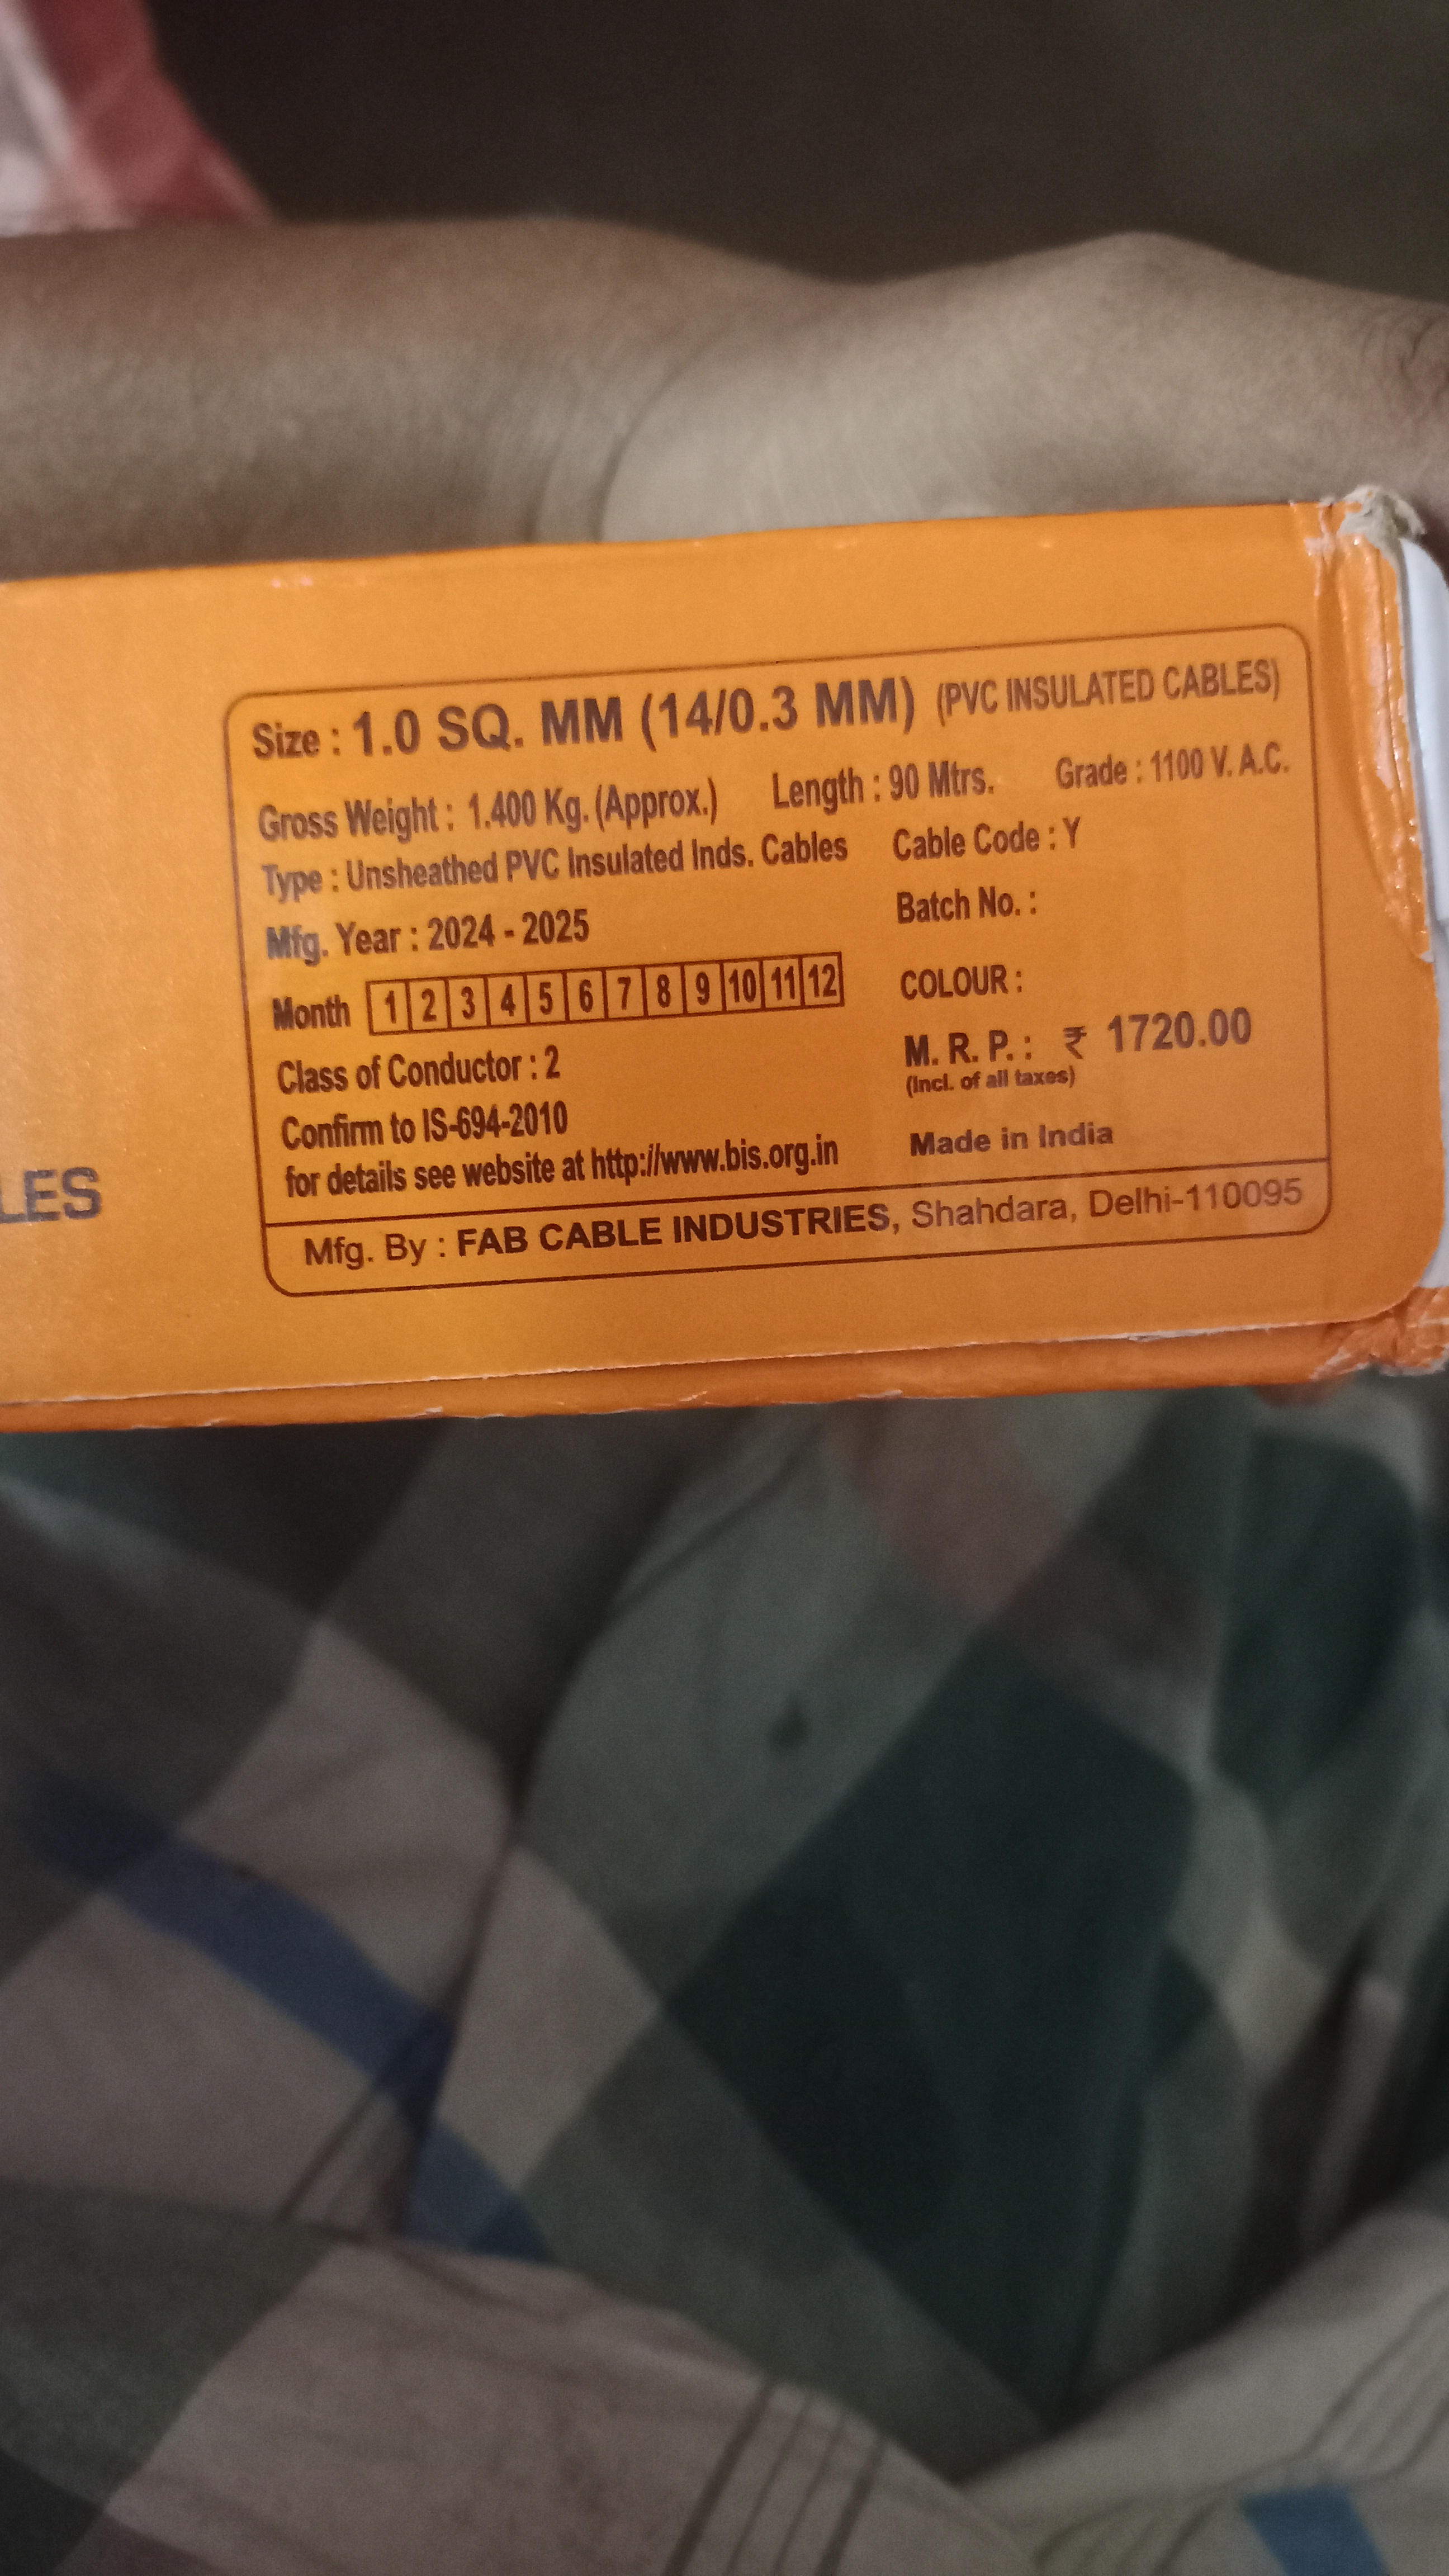 Size : 1.0 SQ. MM (14/0.3 MM) (PVC INSULATED CABLES)
Gross Weight : 1.400 Kg. (Approx.) Length : 90 Mtrs. Grade : 1100 V. A.C.
Type : Unsheathed PVC Insulated Inds. Cables Cable Code : Y
Mfg. Year : 2024 - 2025 Batch No. :
Month 1 2 3 4 5 6 7 8 9 10 11 12 COLOUR :
Class of Conductor : 2 M. R. P. : ₹ 1720.00
(Incl. of all taxes)
Confirm to IS-694-2010
for details see website at http://www.bis.org.in Made in India
LES
Mfg. By : FAB CABLE INDUSTRIES, Shahdara, Delhi-110095